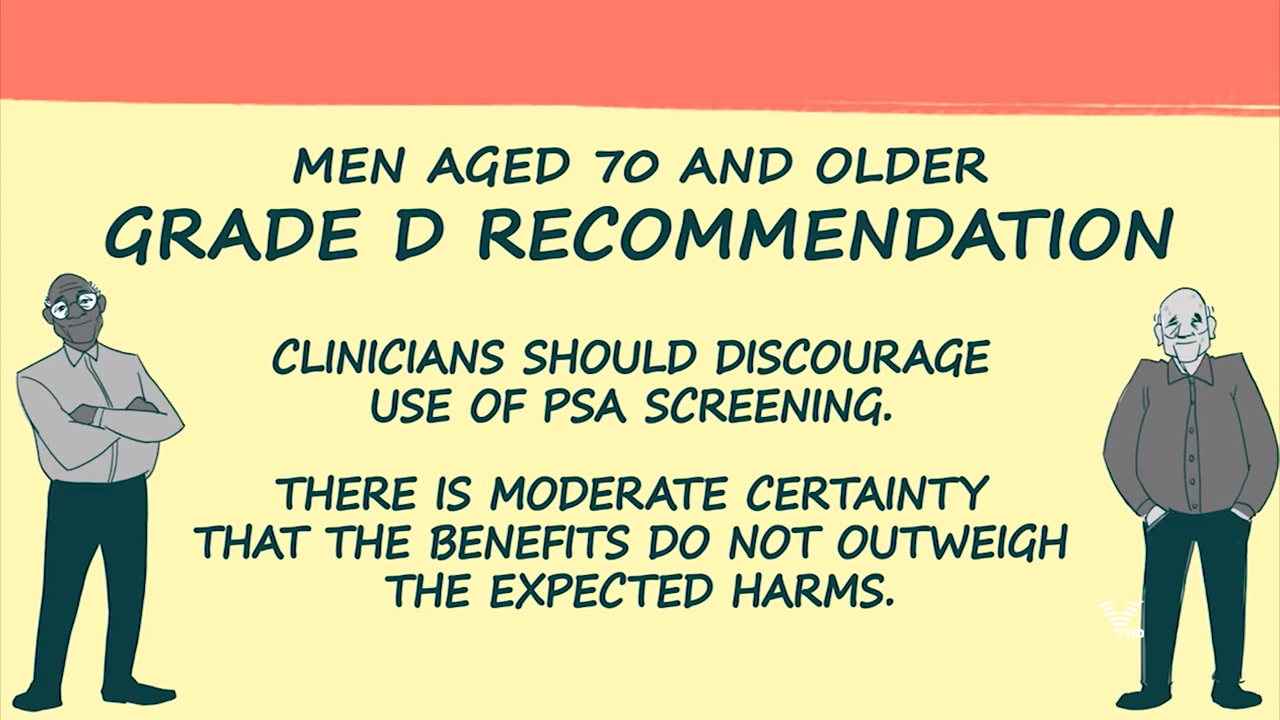 MEN AGED 70 AND OLDER
GRADE D RECOMMENDATION
CLINICIANS SHOULD DISCOURAGE
USE OF PSA SCREENING.
THERE IS MODERATE CERTAINTY
THAT THE BENEFITS DO NOT OUTWEIGH
THE EXPECTED HARMS.
V HD